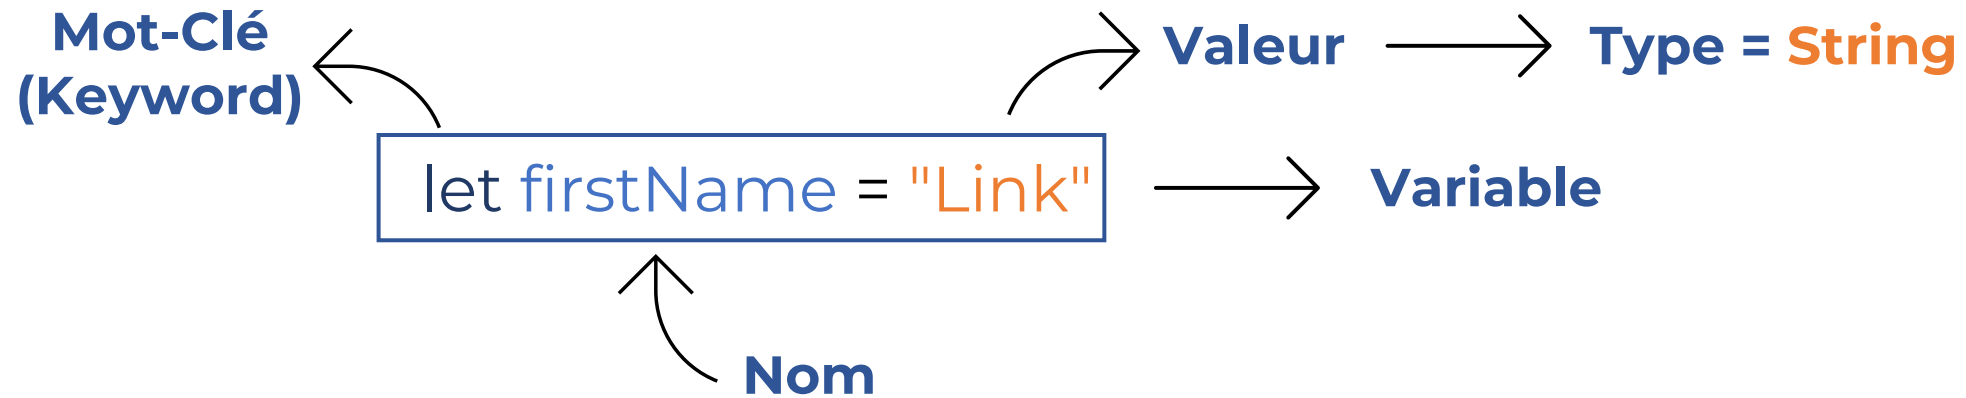 Mot-Clé
(Keyword)
Valeur
Type = String
let firstName = "Link"
Variable
Nom